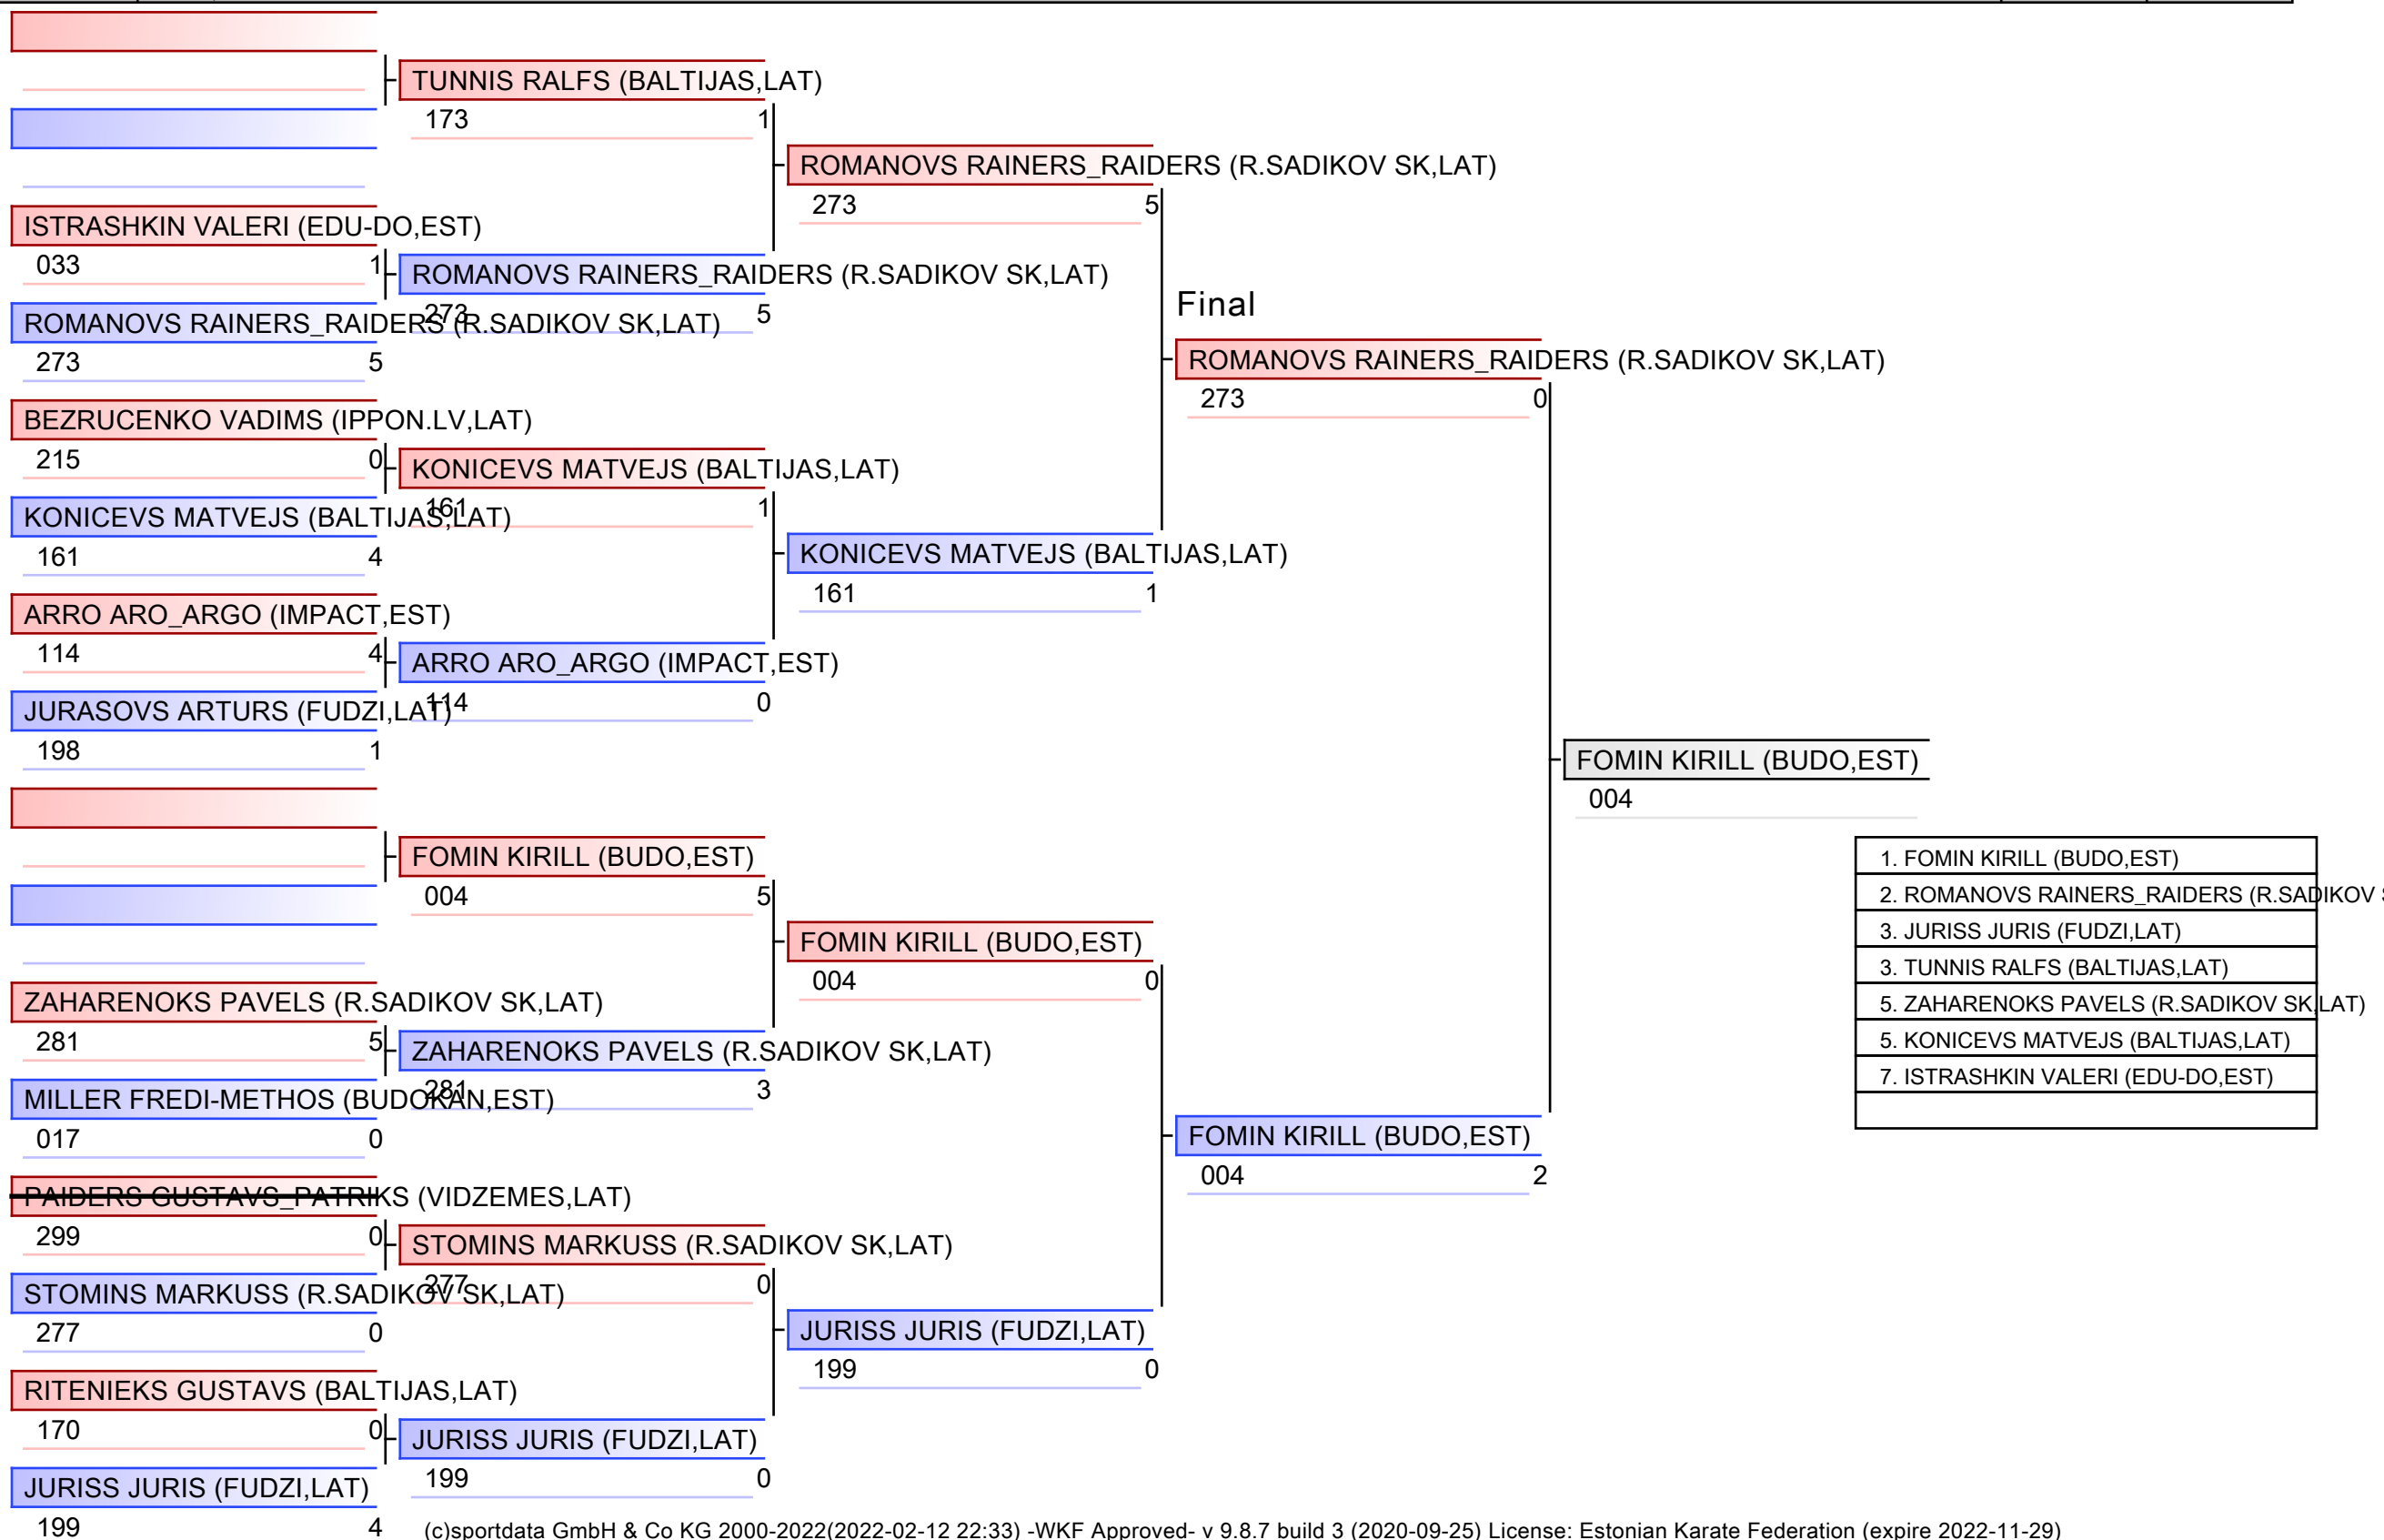 TUNNIS RALFS (BALTIJAS,LAT)
173 1
ISTRASHKIN VALERI (EDU-DO,EST)
033 1
ROMANOVS RAINERS_RAIDERS (R.SADIKOV SK,LAT)
273 5
BEZRUCENKO VADIMS (IPPON.LV,LAT)
215 0
KONICEVS MATVEJS (BALTIJAS,LAT)
161 4
ARRO ARO_ARGO (IMPACT,EST)
114 4
JURASOVS ARTURS (FUDZI,LAT)
198 1
ZAHARENOKS PAVELS (R.SADIKOV SK,LAT)
281 5
MILLER FREDI-METHOS (BUDOKAN,EST)
017 0
PAIDERS GUSTAVS_PATRIKS (VIDZEMES,LAT)
299 0
STOMINS MARKUSS (R.SADIKOV SK,LAT)
277 0
RITENIEKS GUSTAVS (BALTIJAS,LAT)
170 0
JURISS JURIS (FUDZI,LAT)
199 4
ROMANOVS RAINERS_RAIDERS (R.SADIKOV SK,LAT)
273 5
KONICEVS MATVEJS (BALTIJAS,LAT)
161 1
ARRO ARO_ARGO (IMPACT,EST)
114 0
FOMIN KIRILL (BUDO,EST)
004 5
ZAHARENOKS PAVELS (R.SADIKOV SK,LAT)
281 3
STOMINS MARKUSS (R.SADIKOV SK,LAT)
277 0
JURISS JURIS (FUDZI,LAT)
199 0
ROMANOVS RAINERS_RAIDERS (R.SADIKOV SK,LAT)
273 5
KONICEVS MATVEJS (BALTIJAS,LAT)
161 1
FOMIN KIRILL (BUDO,EST)
004 0
JURISS JURIS (FUDZI,LAT)
199 0
Final
ROMANOVS RAINERS_RAIDERS (R.SADIKOV SK,LAT)
273 0
FOMIN KIRILL (BUDO,EST)
004 2
FOMIN KIRILL (BUDO,EST)
004
1. FOMIN KIRILL (BUDO,EST)
2. ROMANOVS RAINERS_RAIDERS (R.SADIKOV
3. JURISS JURIS (FUDZI,LAT)
3. TUNNIS RALFS (BALTIJAS,LAT)
5. ZAHARENOKS PAVELS (R.SADIKOV SK,LAT)
5. KONICEVS MATVEJS (BALTIJAS,LAT)
7. ISTRASHKIN VALERI (EDU-DO,EST)
(c)sportdata GmbH & Co KG 2000-2022(2022-02-12 22:33) -WKF Approved- v 9.8.7 build 3 (2020-09-25) License: Estonian Karate Federation (expire 2022-11-29)